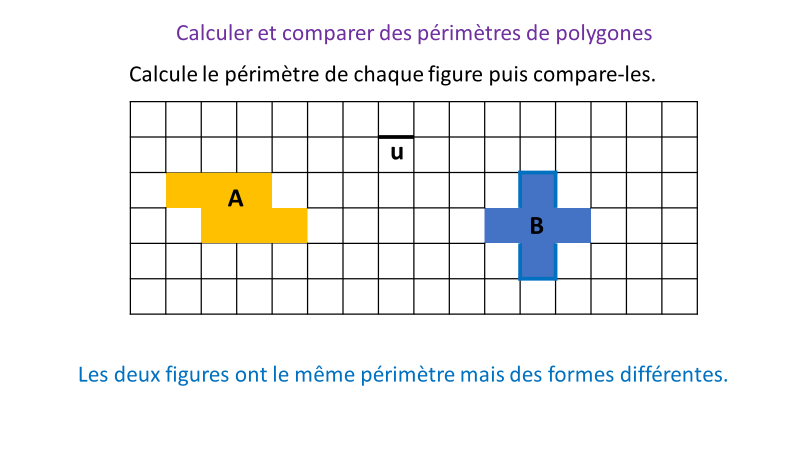 Calculer et comparer des périmètres de polygones
Calcule le périmètre de chaque figure puis compare-les.
u
A
B
Les deux figures ont le même périmètre mais des formes différentes.